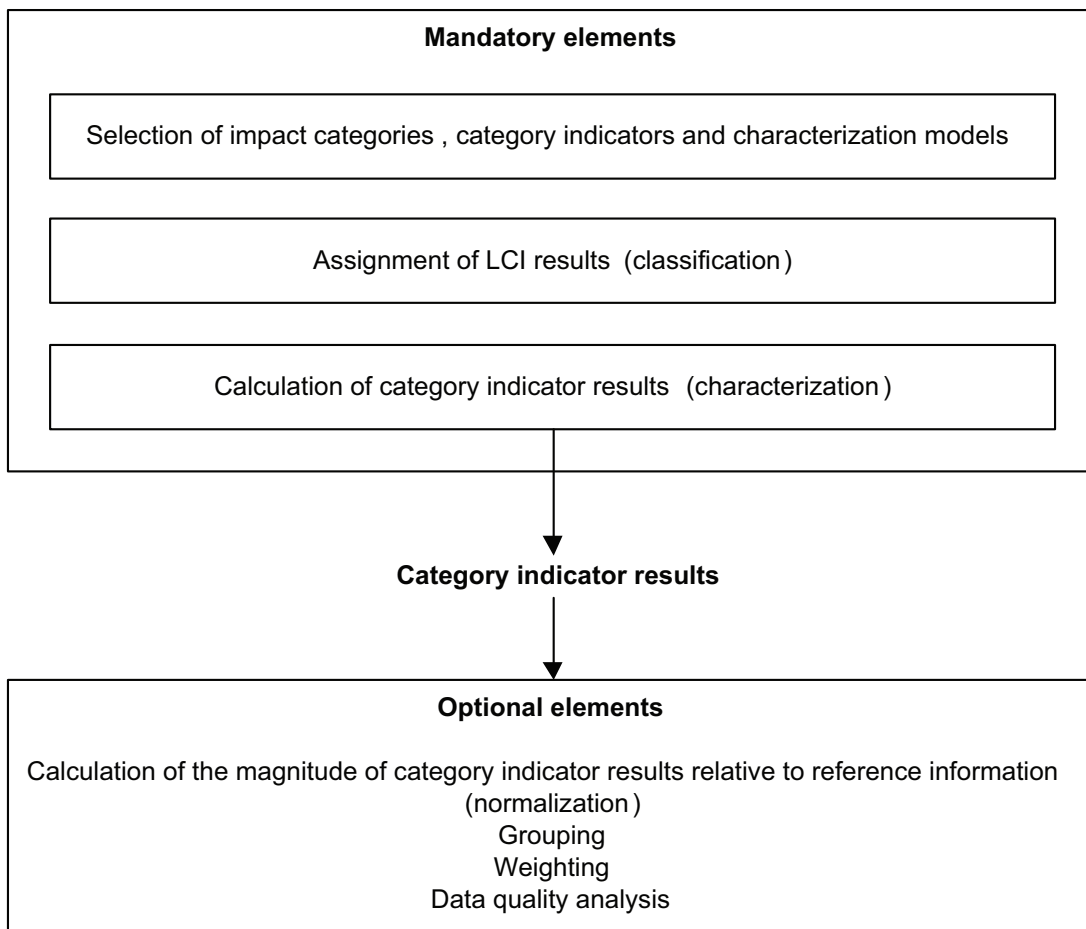 Mandatory elements
Selection of impact categories , category indicators and characterization models
Assignment of LCI results (classification)
Calculation of category indicator results (characterization)
Category indicator results
Optional elements
Calculation of the magnitude of category indicator results relative to reference information
(normalization)
Grouping
Weighting
Data quality analysis